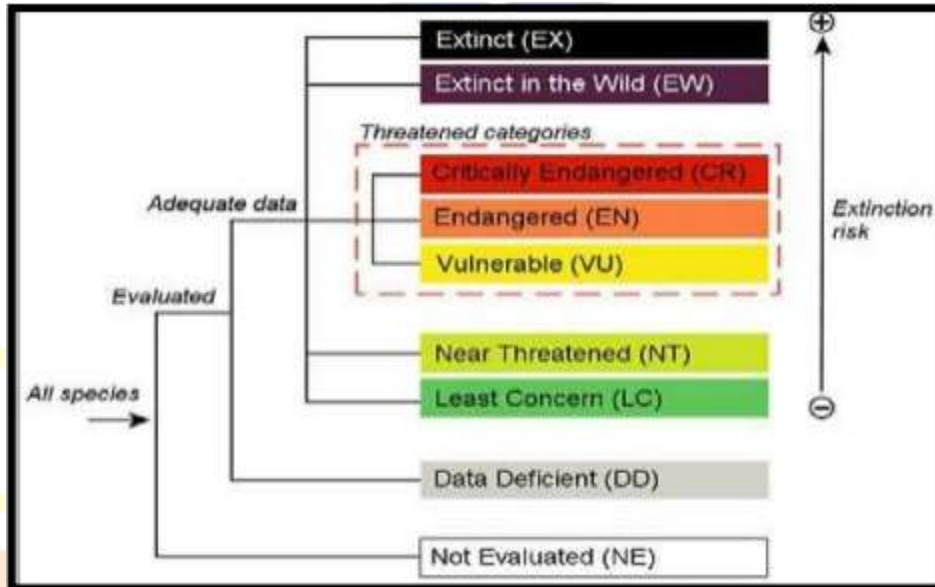 Extinct (EX)
Extinct in the Wild (EW)
Threatened categories
Critically Endangered (CR)
Adequate data
Endangered (EN)
Extinction
risk
Vulnerable (VU)
Evaluated
Near Threatened (NT)
All species
Least Concern (LC)
Data Deficient (DD)
Not Evaluated (NE)